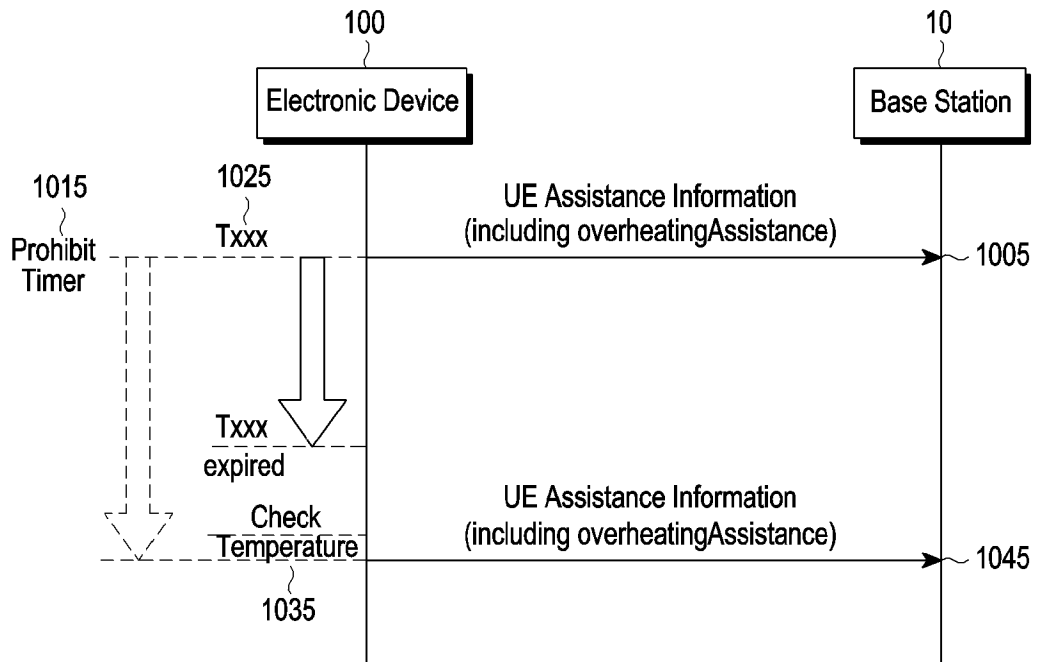 100
10
Electronic Device
Base Station
1015
Prohibit
Timer
1025
Txxx
UE Assistance Information
(including overheatingAssistance)
1005
Txxx
expired
Check
Temperature
1035
UE Assistance Information
(including overheatingAssistance)
1045